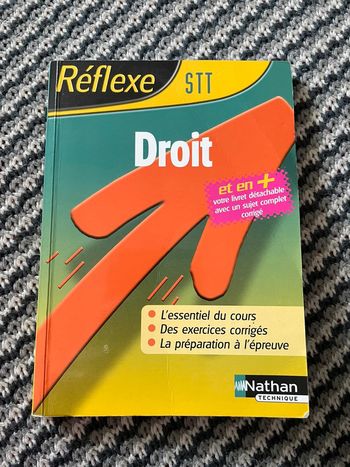 Réflexe STT
Droit
et en +
votre livret détachable
avec un sujet complet
corrigé
• L'essentiel du cours
• Des exercices corrigés
• La préparation à l'épreuve
Nathan
TECHNIQUE